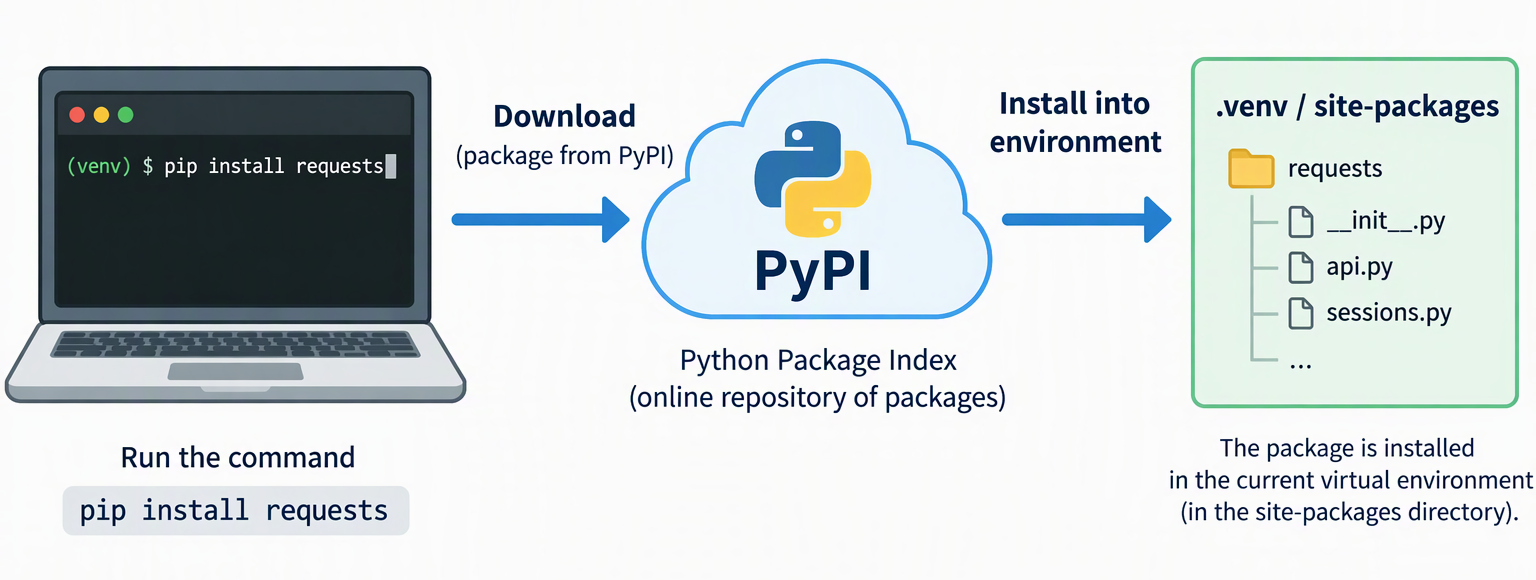 (venv) $ pip install requests
Run the command
pip install requests
Download
(package from PyPI)
PyPI
Python Package Index
(online repository of packages)
Install into
environment
.venv / site-packages
requests
__init__.py
api.py
sessions.py
...
The package is installed
in the current virtual environment
(in the site-packages directory).